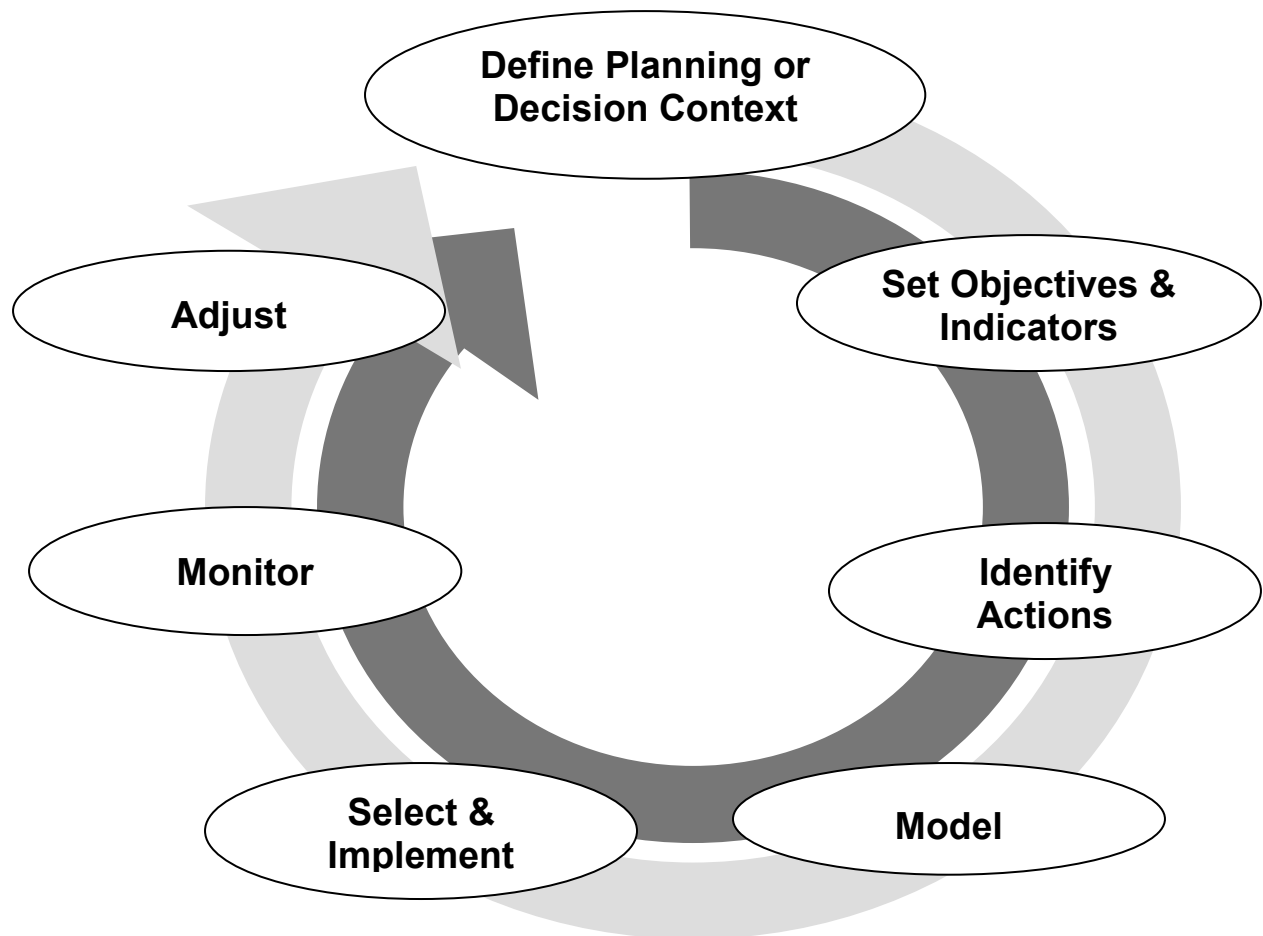 Define Planning or
Decision Context
Set Objectives &
Indicators
Identify
Actions
Model
Select &
Implement
Monitor
Adjust